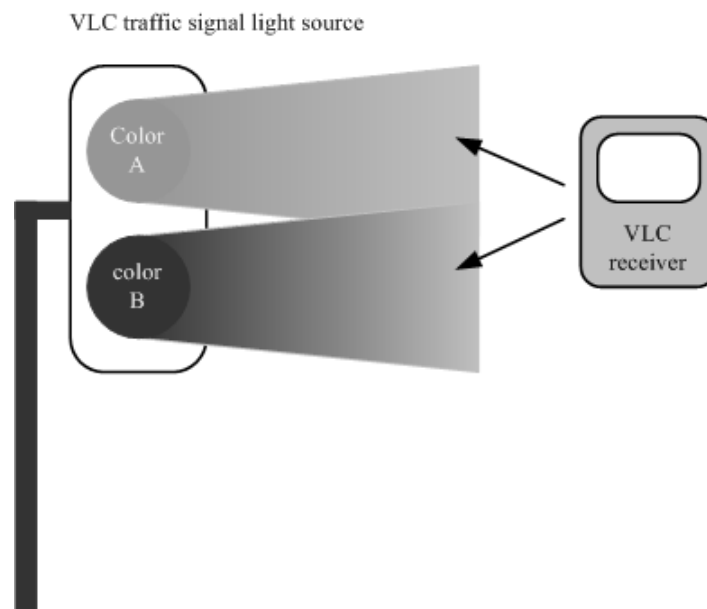 VLC traffic signal light source
Color
A
color
B
VLC
receiver